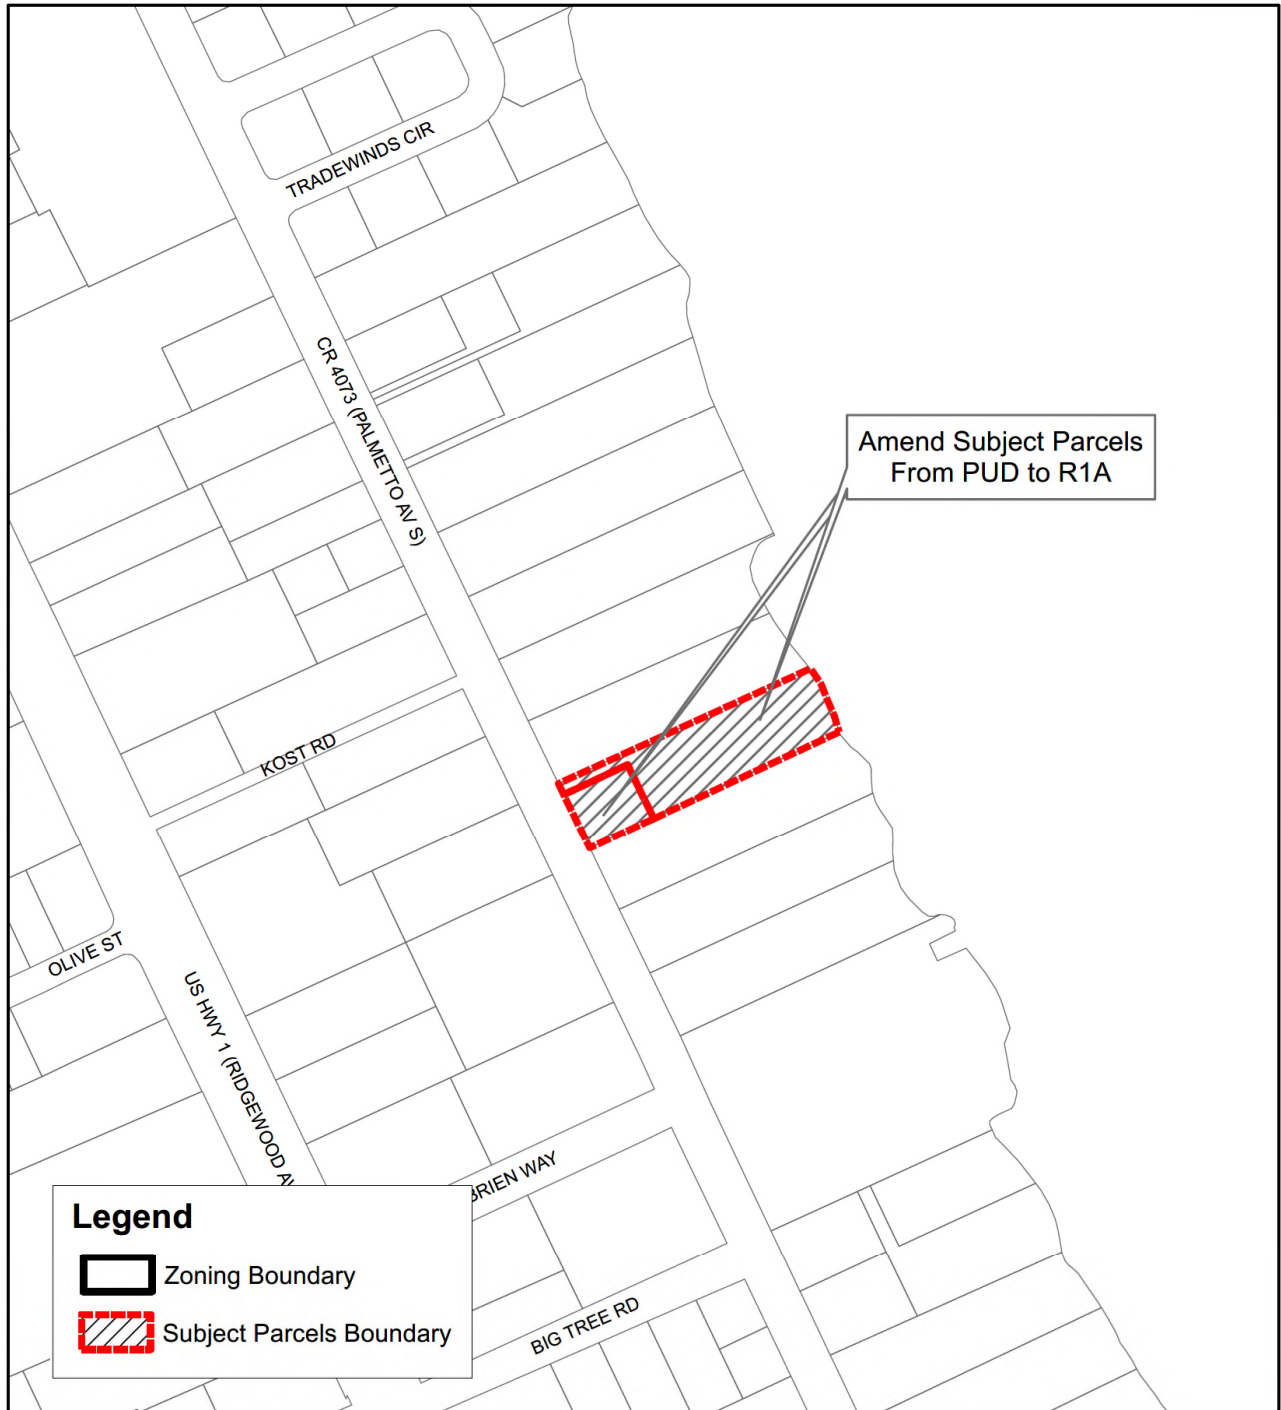 TRADEWINDS CIR
CR 4073 (PALMETTO AV S)
Amend Subject Parcels
From PUD to R1A
KOST RD
OLIVE ST
US HWY 1 (RIDGEWOOD AV
BRIEN WAY
BIG TREE RD
Legend
Zoning Boundary
Subject Parcels Boundary